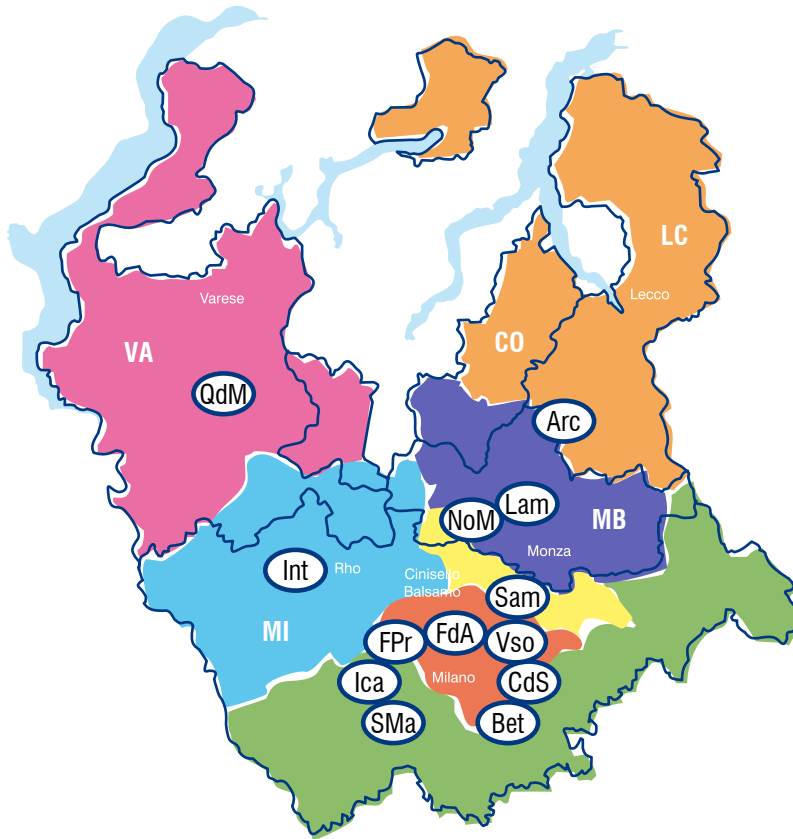 LC
Varese
Lecco
VA
CO
QdM
Arc
Lam
NoM
MB
Monza
Int
Rho
Cinisello
Balsamo
Sam
MI
FPr
FdA
Vso
Ica
Milano
CdS
SMa
Bet